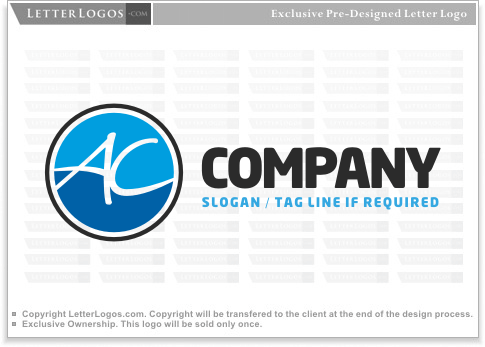 LETTERLOGOS.COM
Exclusive Pre-Designed Letter Logo
AC
COMPANY
SLOGAN / TAG LINE IF REQUIRED
Copyright LetterLogos.com. Copyright will be transfered to the client at the end of the design process.
Exclusive Ownership. This logo will be sold only once.